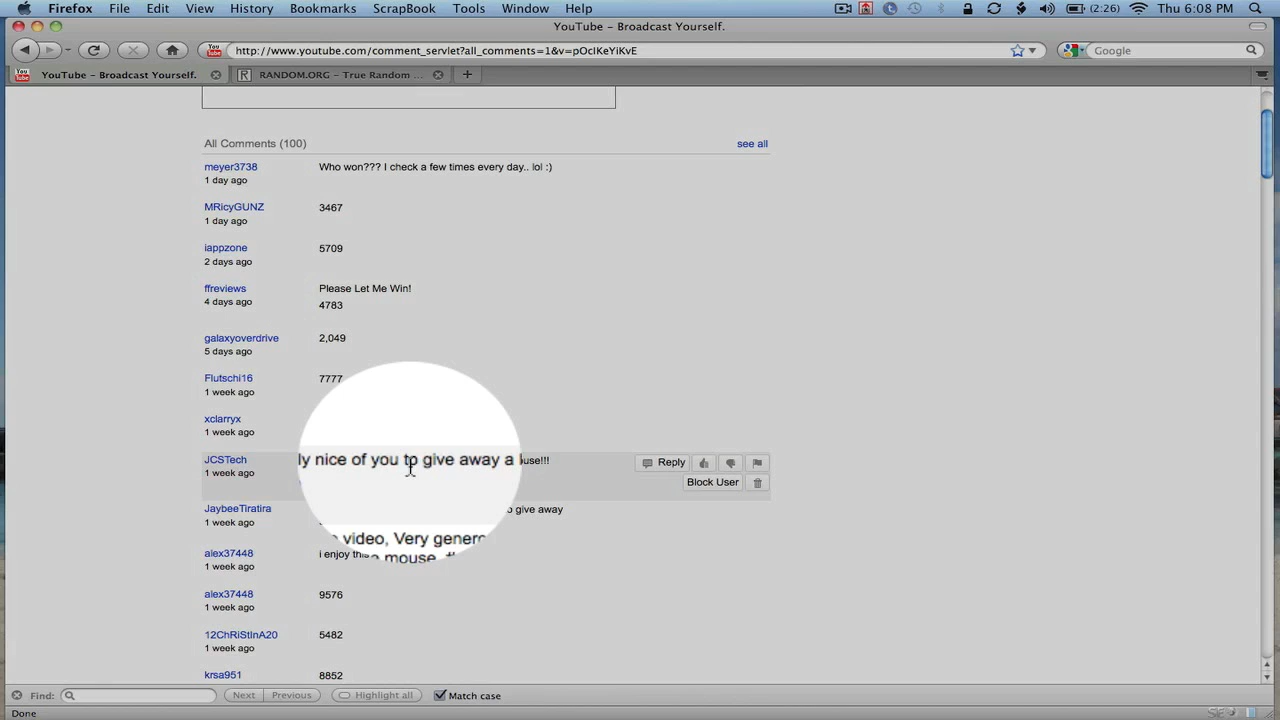 Firefox File Edit View History Bookmarks ScrapBook Tools Window Help (2:26) Thu 6:08 PM
YouTube – Broadcast Yourself.
http://www.youtube.com/comment_servlet?all_comments=1&v=pOcIKeYiKvE Google
YouTube – Broadcast Yourself. RANDOM.ORG – True Random ...
All Comments (100) see all
meyer3738 Who won??? I check a few times every day.. lol :)
1 day ago
MRicyGUNZ 3467
1 day ago
iappzone 5709
2 days ago
ffreviews Please Let Me Win!
4 days ago 4783
galaxyoverdrive 2,049
5 days ago
Flutschi16 7777
1 week ago
xclarryx
1 week ago
JCSTech ly nice of you to give away a use!!! Reply
1 week ago Block User
JaybeeTiratira o give away
1 week ago video, Very gener
alex37448 i enjoy this mouse
1 week ago
alex37448 9576
1 week ago
12ChRiStInA20 5482
1 week ago
krsa951 8852
Find: Next Previous Highlight all Match case
Done